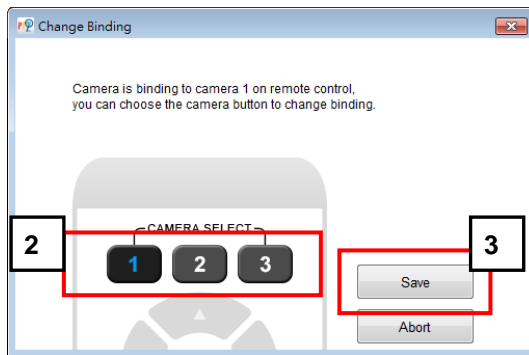 Change Binding
Camera is binding to camera 1 on remote control,
you can choose the camera button to change binding.
2
CAMERA SELECT
1 2 3
3
Save
Abort